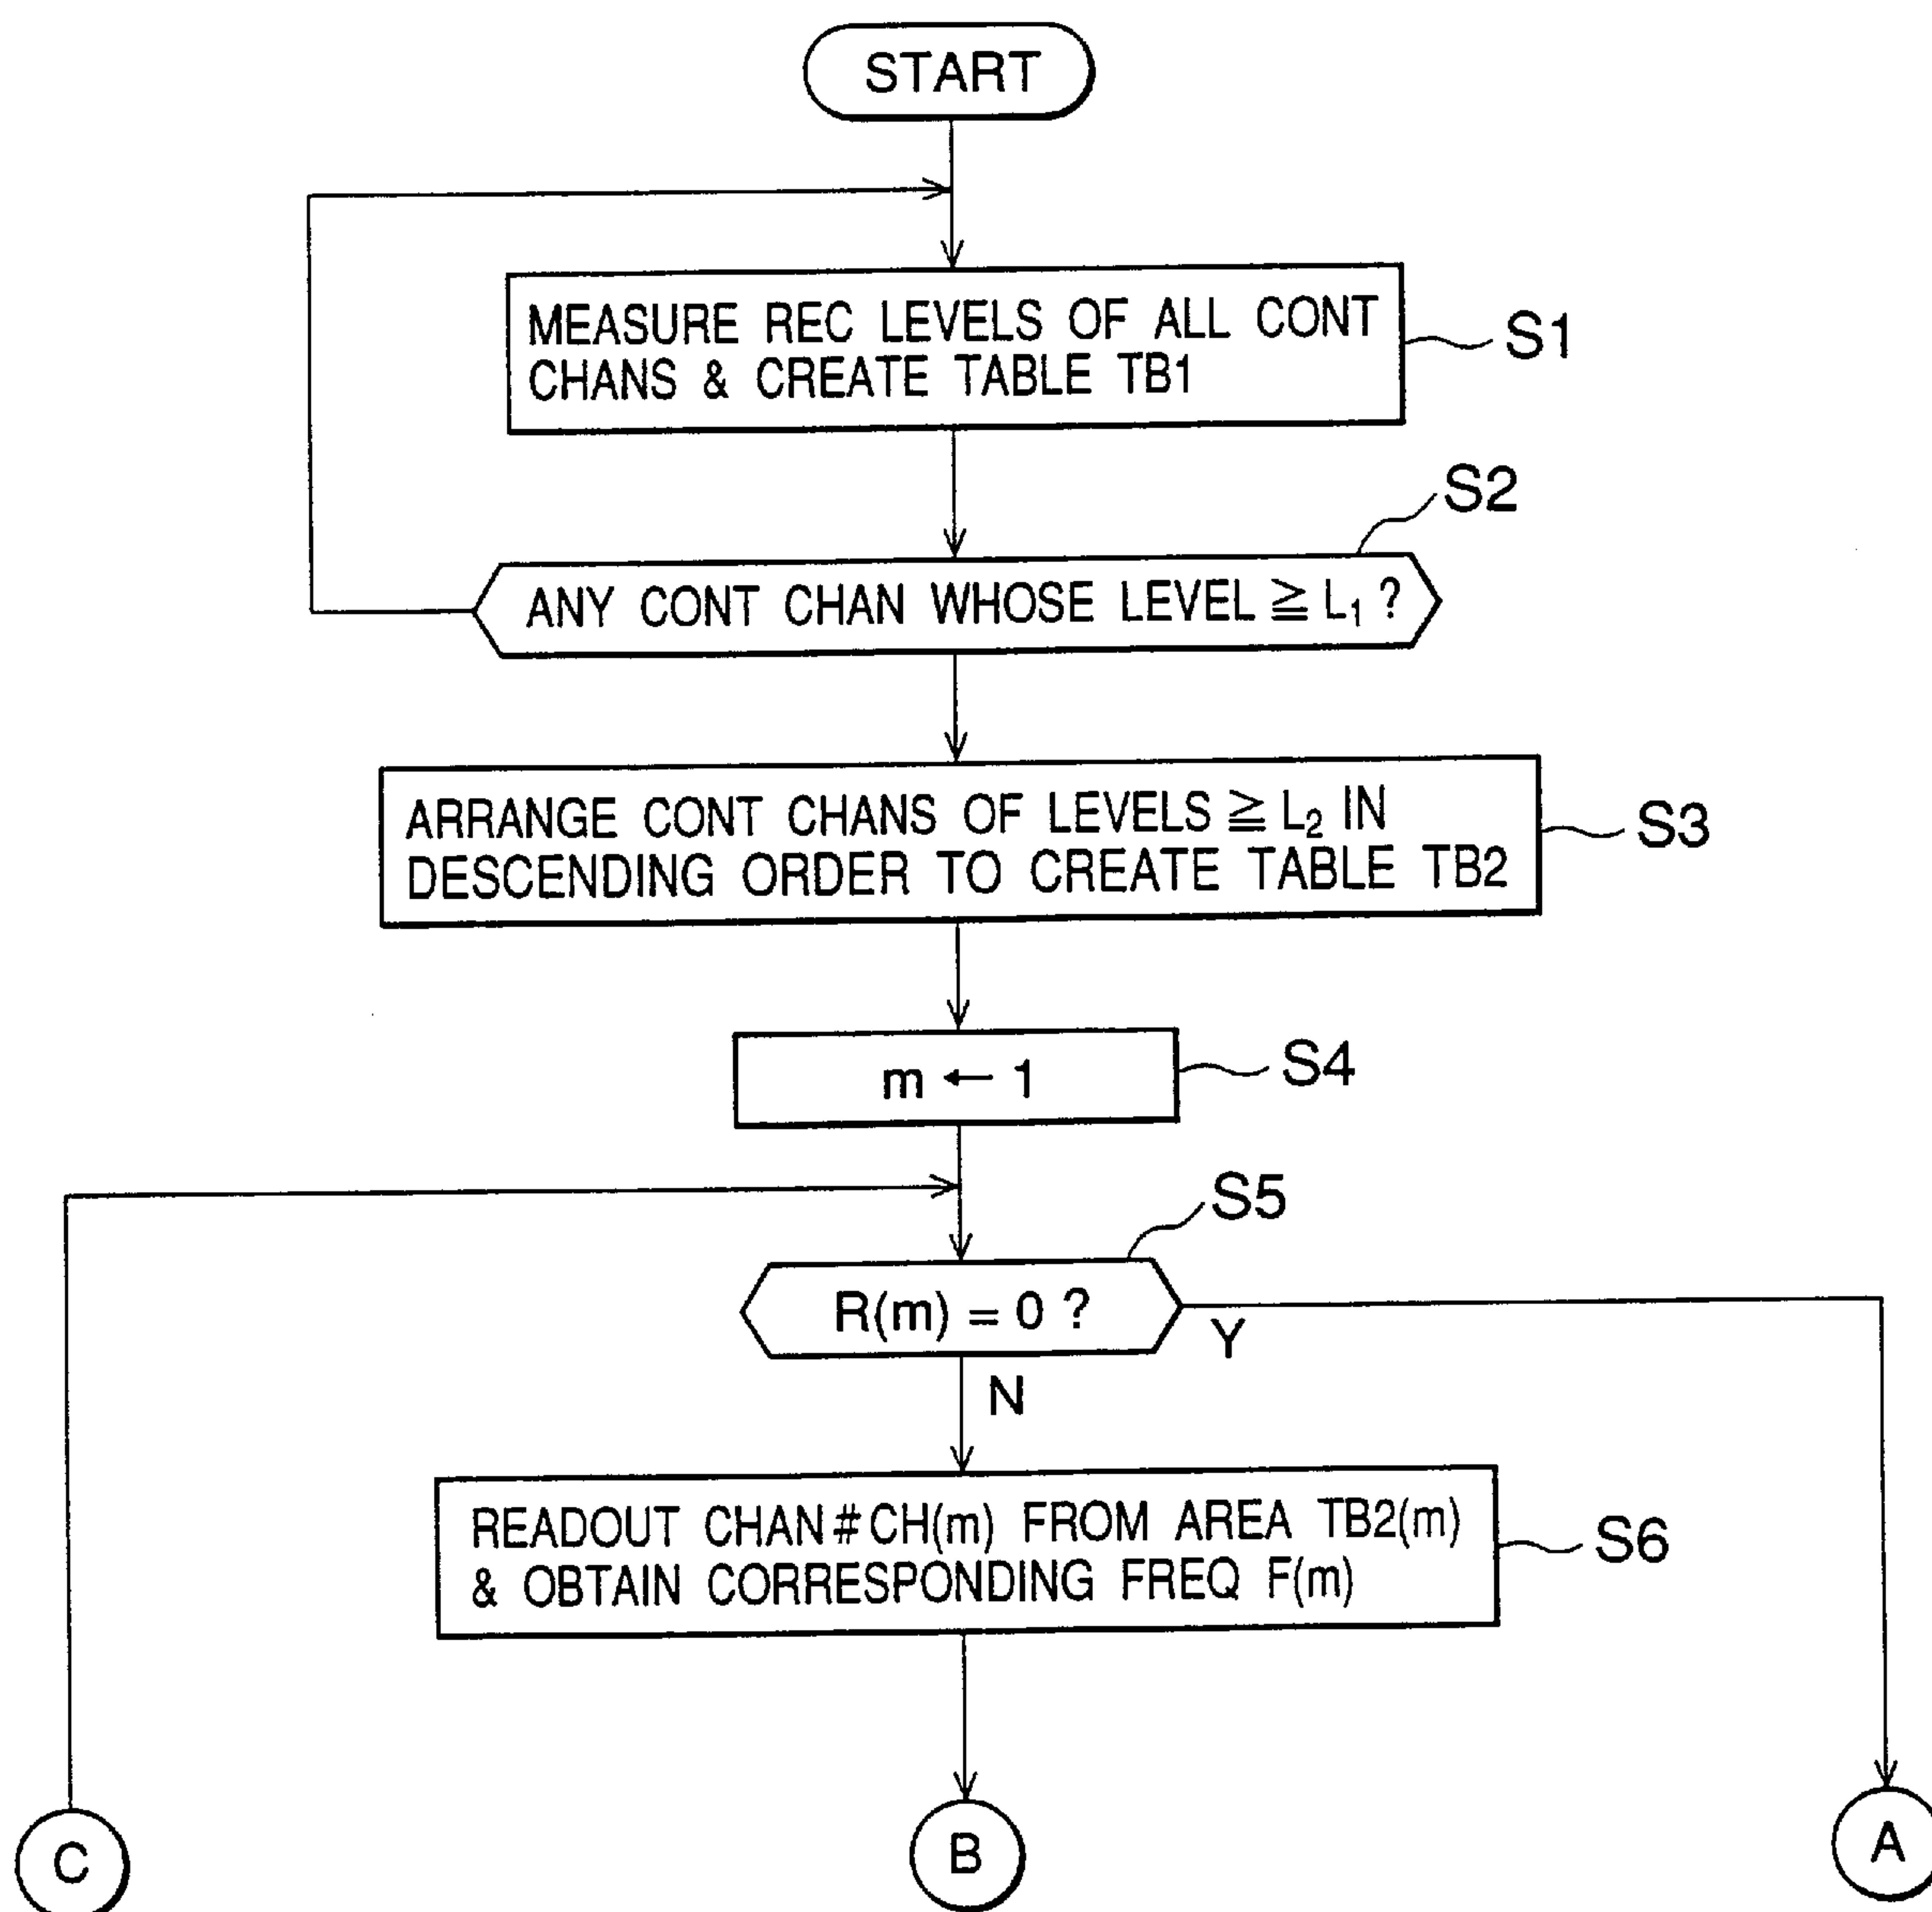 START
MEASURE REC LEVELS OF ALL CONT
CHANS & CREATE TABLE TB1
S1
S2
ANY CONT CHAN WHOSE LEVEL ≧ L₁ ?
ARRANGE CONT CHANS OF LEVELS ≧ L₂ IN
DESCENDING ORDER TO CREATE TABLE TB2
S3
m ← 1
S4
S5
R(m) = 0 ?
Y
N
READOUT CHAN # CH(m) FROM AREA TB2(m)
& OBTAIN CORRESPONDING FREQ F(m)
S6
C
B
A